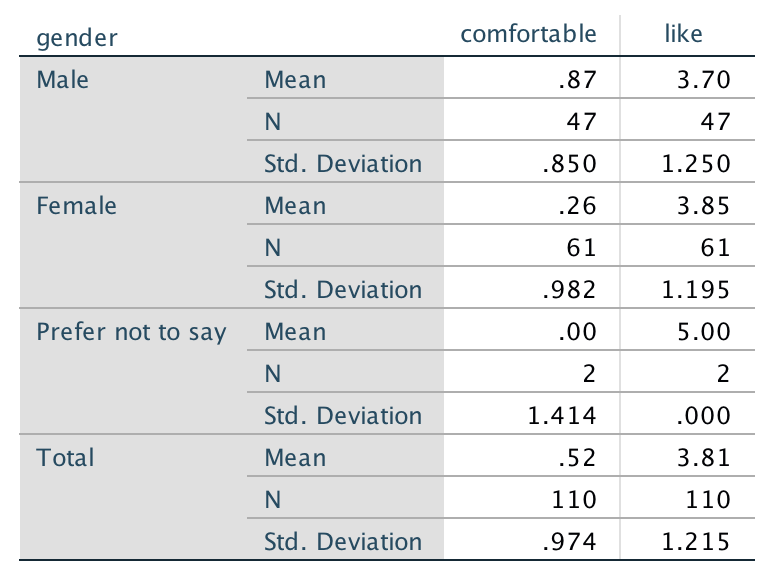 gender comfortable like
Male Mean .87 3.70
N 47 47
Std. Deviation .850 1.250
Female Mean .26 3.85
N 61 61
Std. Deviation .982 1.195
Prefer not to say Mean .00 5.00
N 2 2
Std. Deviation 1.414 .000
Total Mean .52 3.81
N 110 110
Std. Deviation .974 1.215